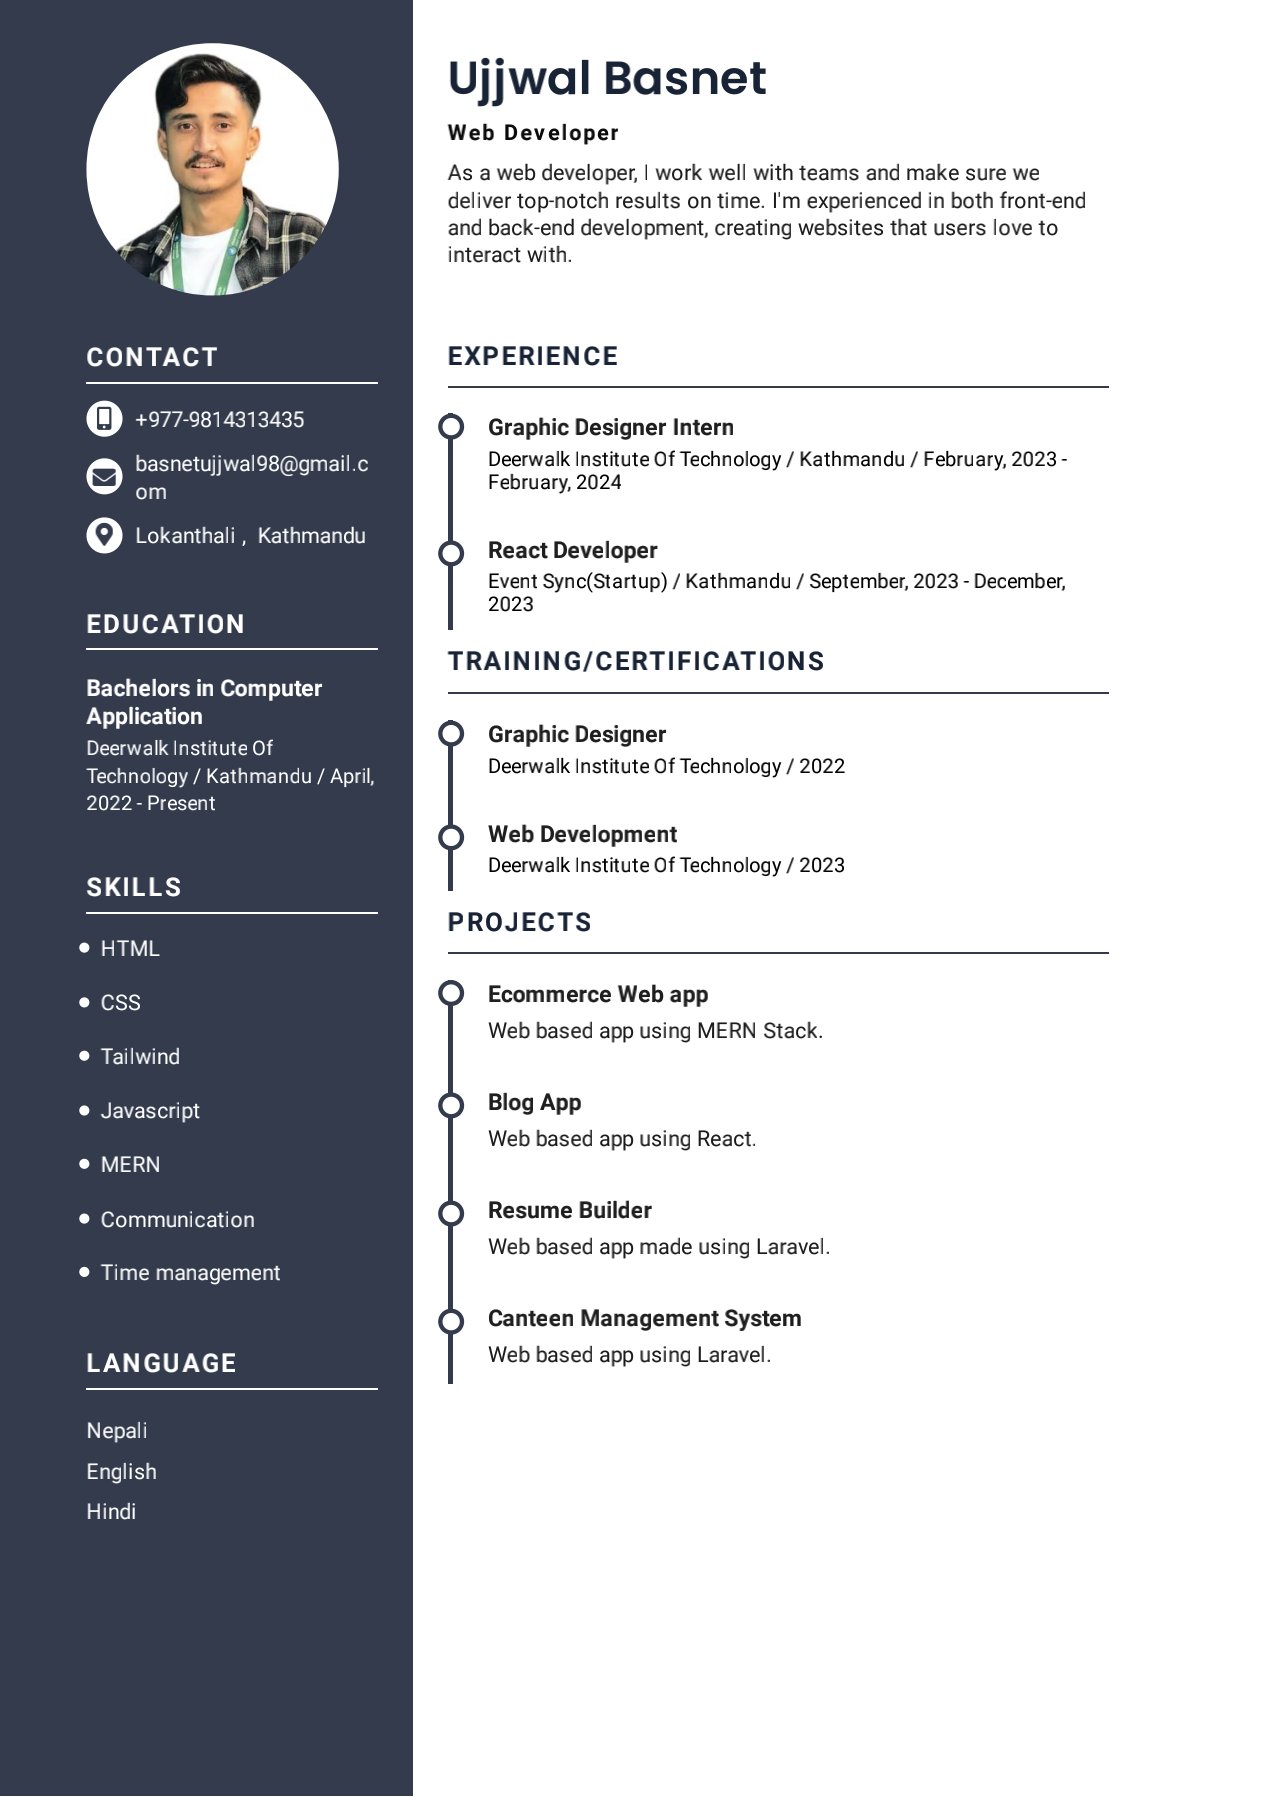 Ujjwal Basnet
Web Developer
As a web developer, I work well with teams and make sure we
deliver top-notch results on time. I'm experienced in both front-end
and back-end development, creating websites that users love to
interact with.
CONTACT
+977-9814313435
basnetujjwal98@gmail.c
om
Lokanthali ,  Kathmandu
EDUCATION
Bachelors in Computer
Application
Deerwalk Institute Of
Technology / Kathmandu / April,
2022 - Present
SKILLS
HTML
CSS
Tailwind
Javascript
MERN
Communication
Time management
LANGUAGE
Nepali
English
Hindi
EXPERIENCE
Graphic Designer Intern
Deerwalk Institute Of Technology / Kathmandu / February, 2023 -
February, 2024
React Developer
Event Sync(Startup) / Kathmandu / September, 2023 - December,
2023
TRAINING/CERTIFICATIONS
Graphic Designer
Deerwalk Institute Of Technology / 2022
Web Development
Deerwalk Institute Of Technology / 2023
PROJECTS
Ecommerce Web app
Web based app using MERN Stack.
Blog App
Web based app using React.
Resume Builder
Web based app made using Laravel.
Canteen Management System
Web based app using Laravel.